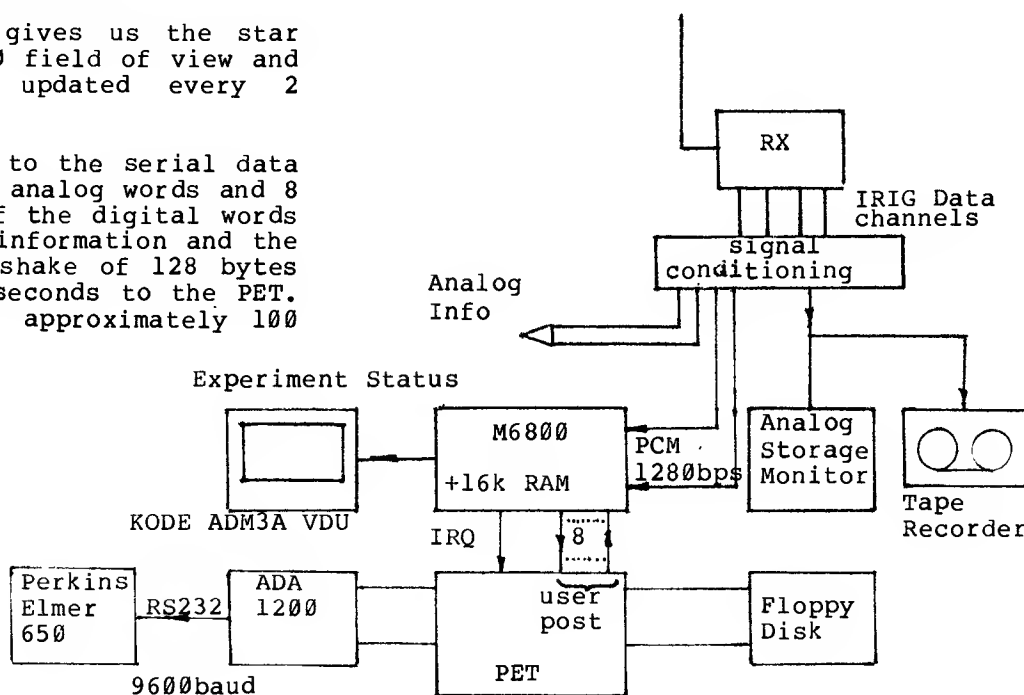 gives us the star
0 field of view and
updated every 2
to the serial data
analog words and 8
f the digital words
information and the
shake of 128 bytes
seconds to the PET.
approximately 100
RX
IRIG Data
channels
signal
conditioning
Analog
Info
Experiment Status
M6800
+16k RAM
PCM
1280bps
Analog
Storage
Monitor
Tape
Recorder
KODE ADM3A VDU
IRQ
8
user
post
PET
Perkins
Elmer
650
RS232
9600baud
ADA
1200
Floppy
Disk